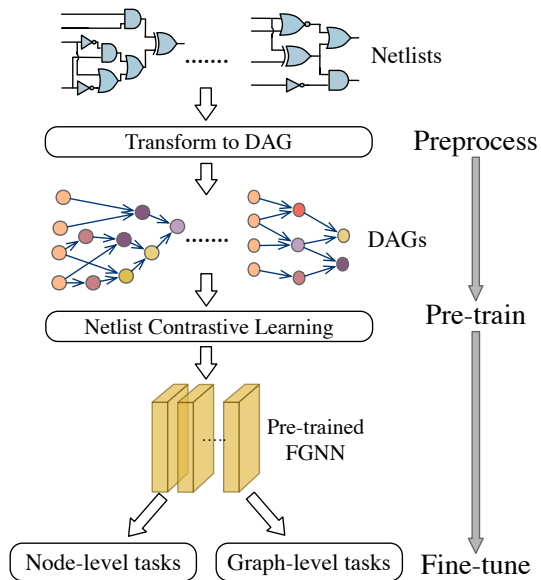 Netlists
Transform to DAG
Preprocess
DAGs
Netlist Contrastive Learning
Pre-train
Pre-trained
FGNN
Node-level tasks
Graph-level tasks
Fine-tune